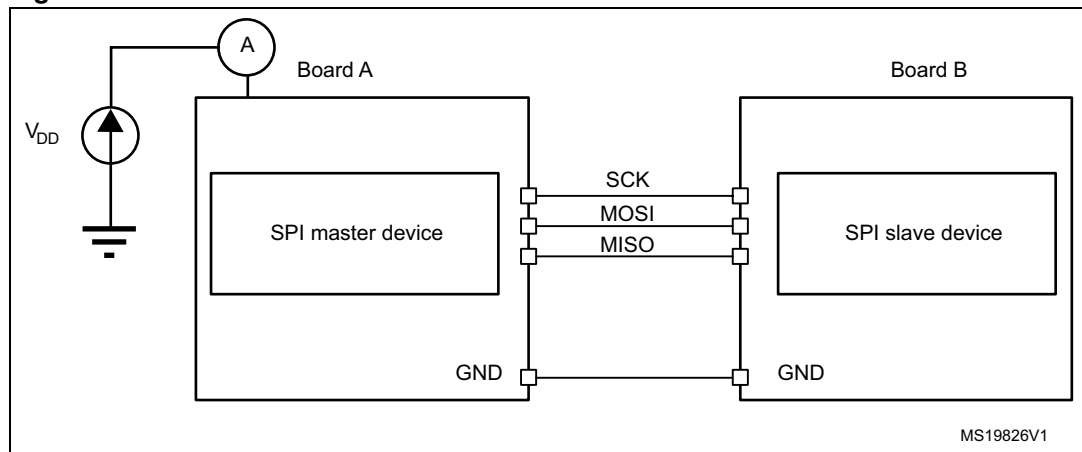 A
Board A
Board B
VDD
SCK
MOSI
MISO
SPI master device
SPI slave device
GND
GND
MS19826V1